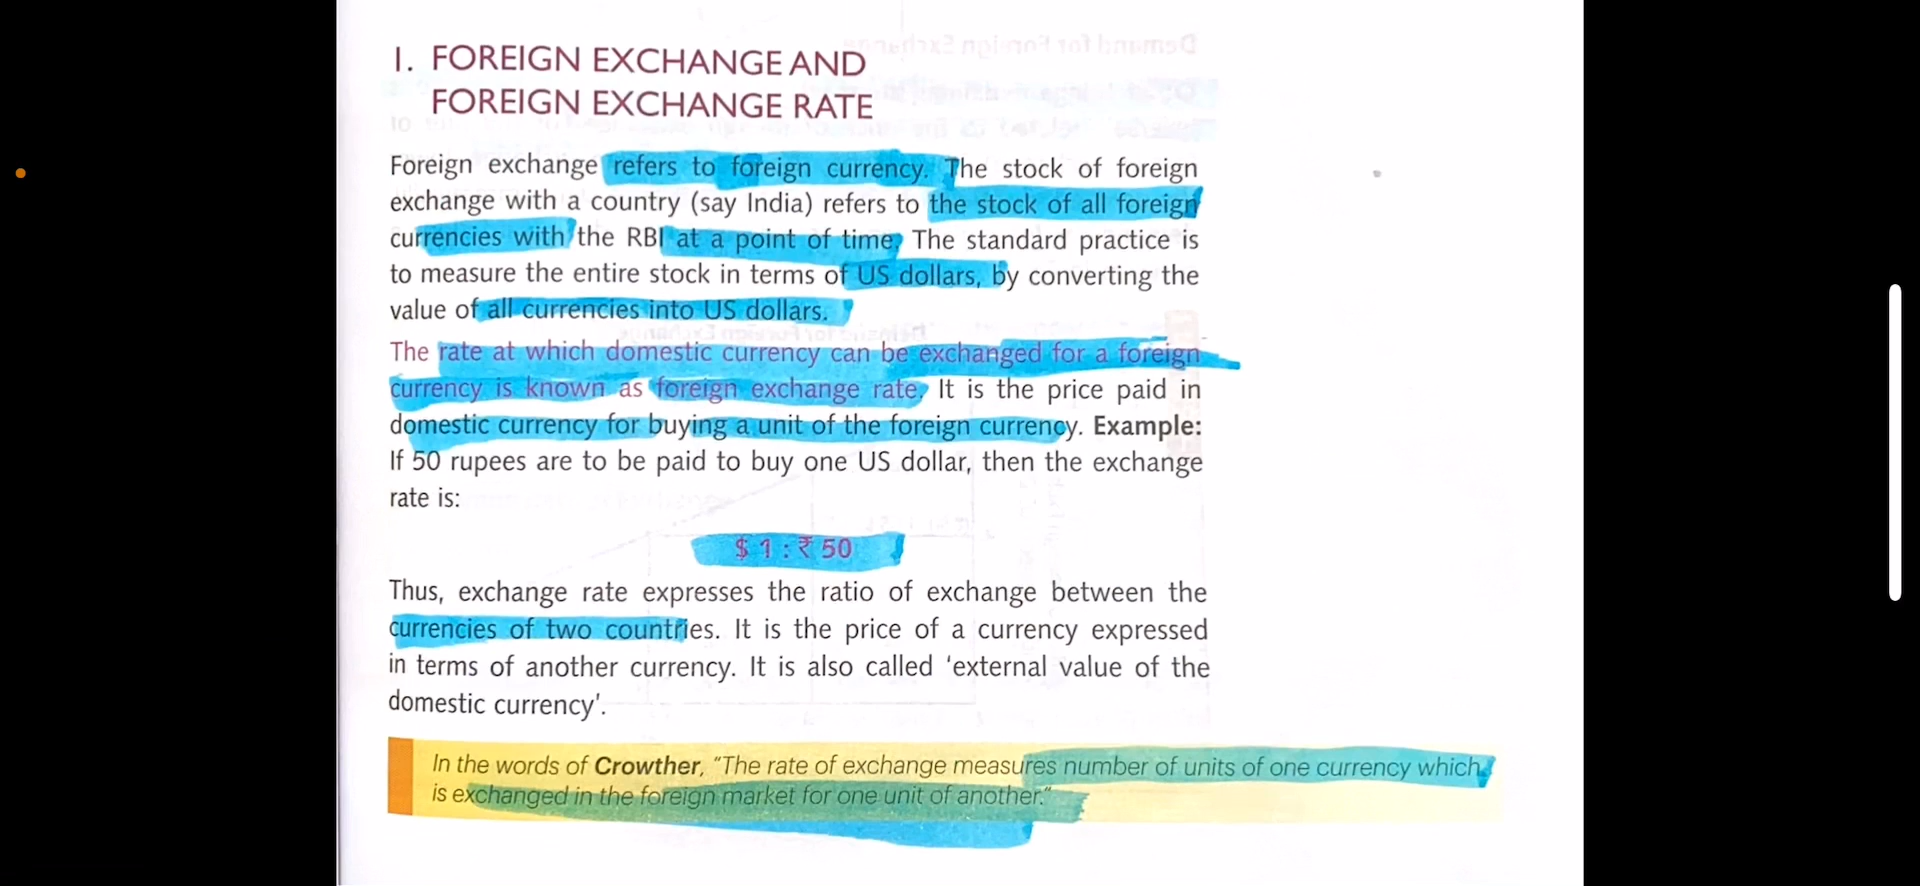 1. FOREIGN EXCHANGE AND
FOREIGN EXCHANGE RATE
Foreign exchange refers to foreign currency. The stock of foreign
exchange with a country (say India) refers to the stock of all foreign
currencies with the RBI at a point of time. The standard practice is
to measure the entire stock in terms of US dollars, by converting the
value of all currencies into US dollars.
The rate at which domestic currency can be exchanged for a foreign
currency is known as foreign exchange rate. It is the price paid in
domestic currency for buying a unit of the foreign currency. Example:
If 50 rupees are to be paid to buy one US dollar, then the exchange
rate is:
$ 1 : ₹ 50
Thus, exchange rate expresses the ratio of exchange between the
currencies of two countries. It is the price of a currency expressed
in terms of another currency. It is also called ‘external value of the
domestic currency’.
In the words of Crowther, “The rate of exchange measures number of units of one currency which
is exchanged in the foreign market for one unit of another.”